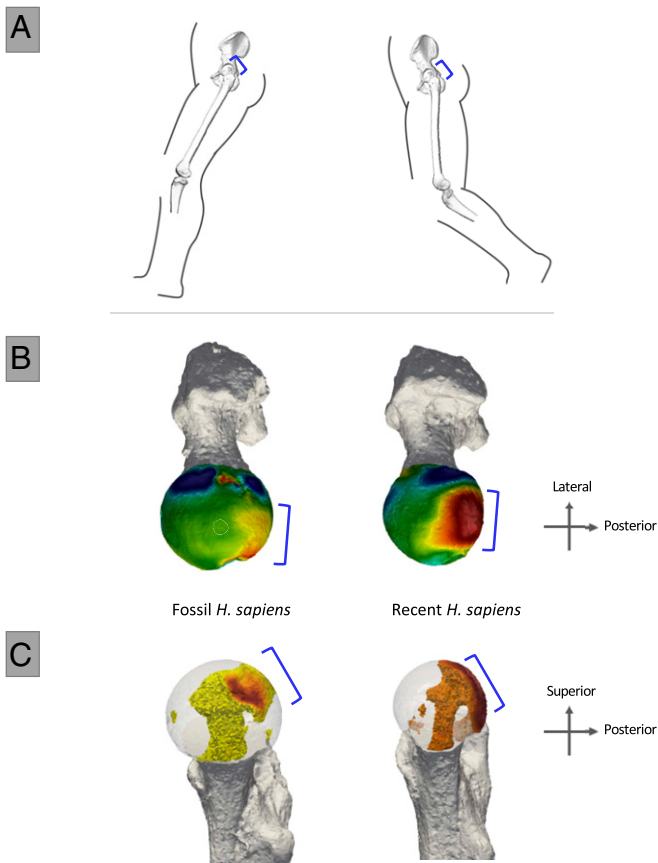 A
B
Lateral
Posterior
Fossil H. sapiens
Recent H. sapiens
C
Superior
Posterior